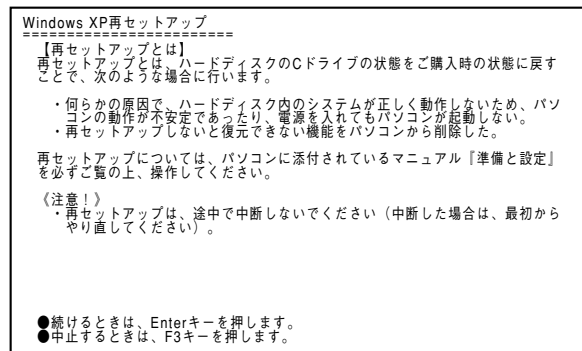 Windows XP再セットアップ
=========================
【再セットアップとは】
再セットアップとは、ハードディスクのCドライブの状態をご購入時の状態に戻す
ことで、次のような場合に行います。
・何らかの原因で、ハードディスク内のシステムが正しく動作しないため、パソ
コンの動作が不安定であったり、電源を入れてもパソコンが起動しない。
・再セットアップしないと復元できない機能をパソコンから削除した。
再セットアップについては、パソコンに添付されているマニュアル『準備と設定』
を必ずご覧の上、操作してください。
《注意！》
・再セットアップは、途中で中断しないでください（中断した場合は、最初から
やり直してください）。
●続けるときは、Enterキーを押します。
●中止するときは、F3キーを押します。